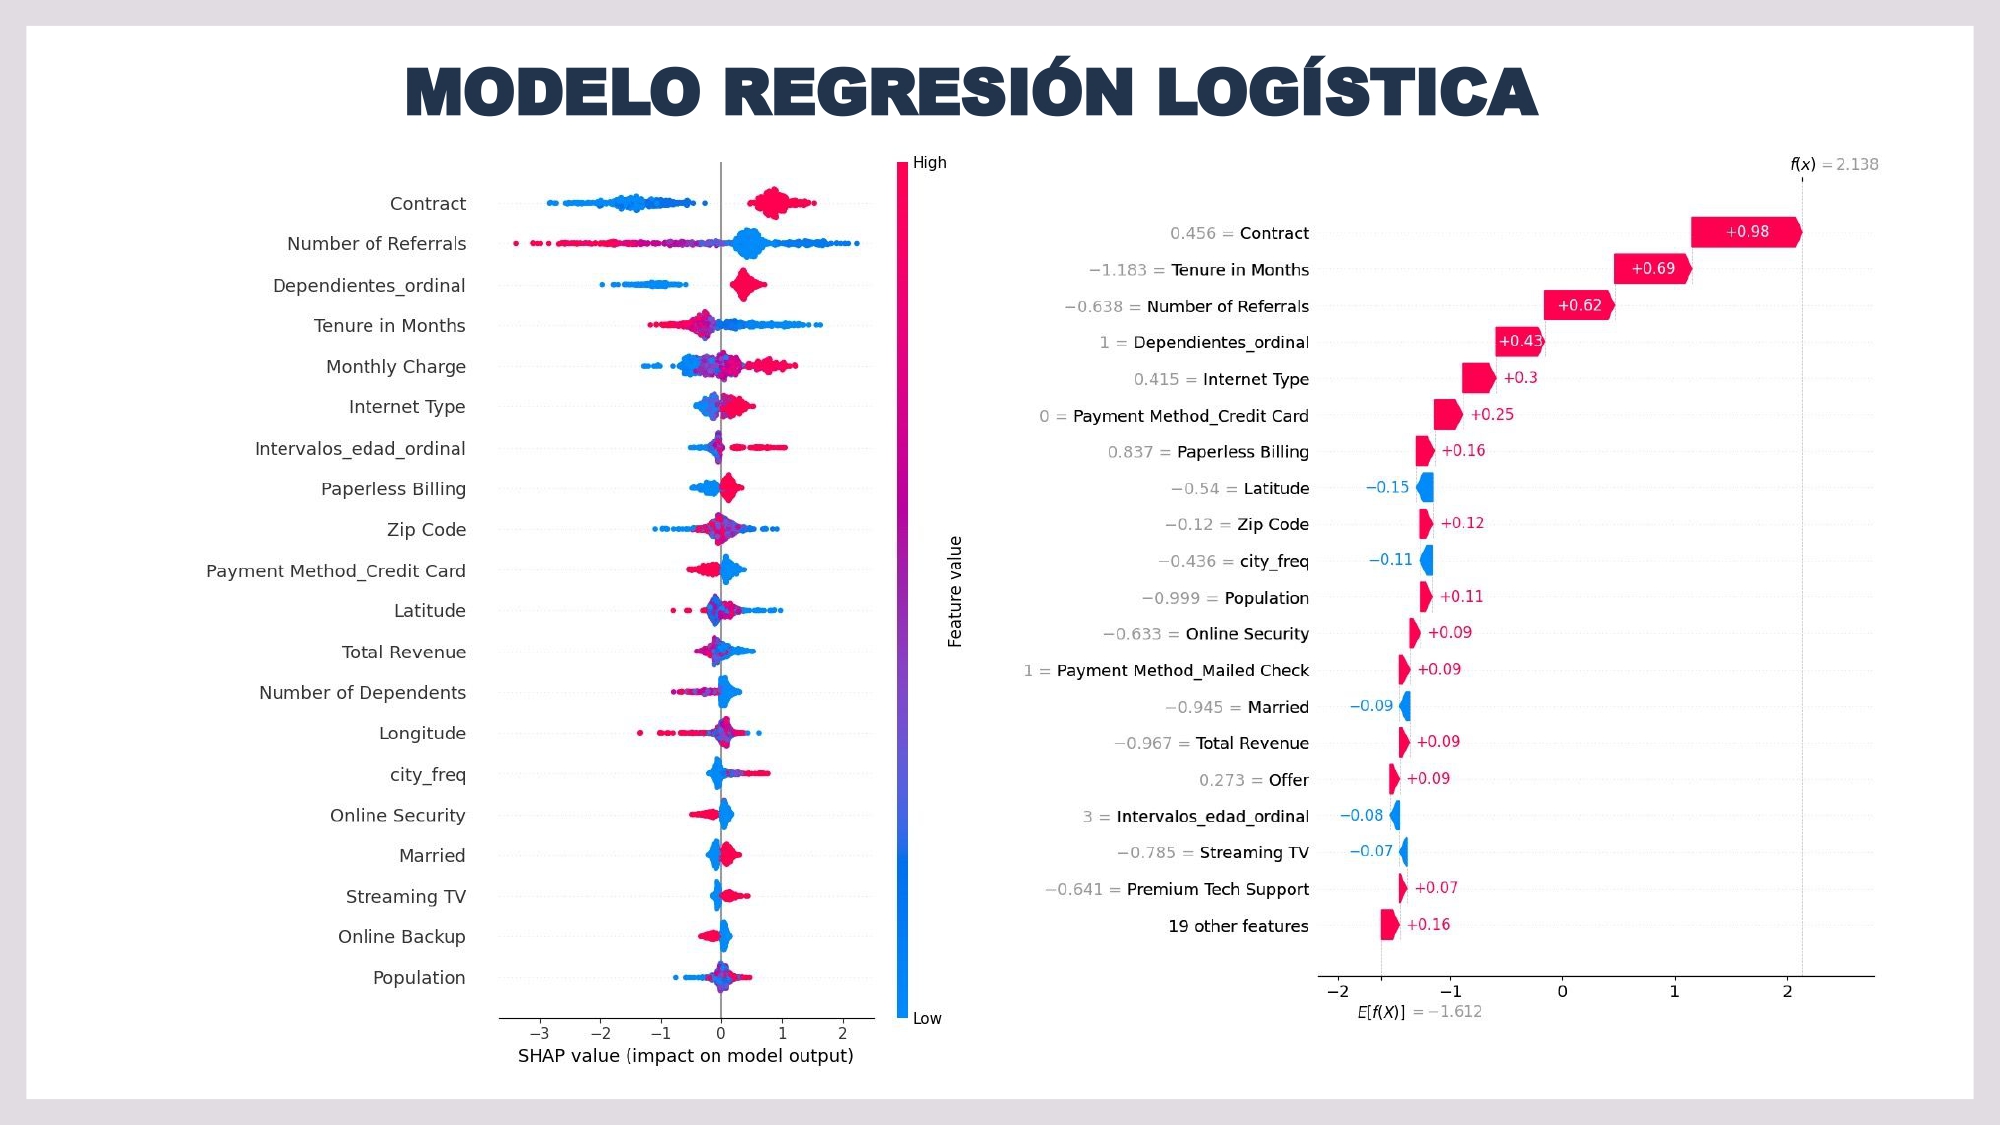 MODELO REGRESIÓN LOGÍSTICA
High
Contract
Number of Referrals
Dependientes_ordinal
Tenure in Months
Monthly Charge
Internet Type
Intervalos_edad_ordinal
Paperless Billing
Zip Code
Payment Method_Credit Card
Latitude
Total Revenue
Number of Dependents
Longitude
city_freq
Online Security
Married
Streaming TV
Online Backup
Population
Low
Feature value
−3 −2 −1 0 1 2
SHAP value (impact on model output)
f(x) = 2.138
0.456 = Contract +0.98
−1.183 = Tenure in Months +0.69
−0.638 = Number of Referrals +0.62
1 = Dependientes_ordinal +0.43
0.415 = Internet Type +0.3
0 = Payment Method_Credit Card +0.25
0.837 = Paperless Billing +0.16
−0.54 = Latitude −0.15
−0.12 = Zip Code +0.12
−0.436 = city_freq −0.11
−0.999 = Population +0.11
−0.633 = Online Security +0.09
1 = Payment Method_Mailed Check +0.09
−0.945 = Married −0.09
−0.967 = Total Revenue +0.09
0.273 = Offer +0.09
3 = Intervalos_edad_ordinal −0.08
−0.785 = Streaming TV −0.07
−0.641 = Premium Tech Support +0.07
19 other features +0.16
−2 −1 0 1 2
E[f(X)] = −1.612